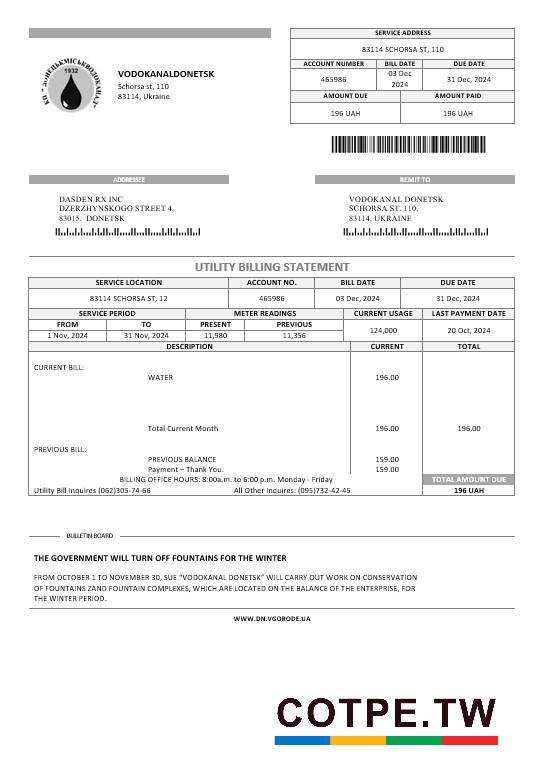 SERVICE ADDRESS
83114 SCHORSA ST, 110
ACCOUNT NUMBER BILL DATE DUE DATE
465986 03 Dec 2024 31 Dec, 2024
AMOUNT DUE AMOUNT PAID
196 UAH 196 UAH
КП "ДОНЕЦЬКМІСЬКВОДОКАНАЛ"
1932
VODOKANALDONETSK
Schorsa st, 110
83114, Ukraine
ADDRESSEE REMIT TO
DASDEN RX INC
DZERZHYNSKOGO STREET 4,
83015, DONETSK
VODOKANAL DONETSK
SCHORSA ST. 110,
83114, UKRAINE
UTILITY BILLING STATEMENT
SERVICE LOCATION ACCOUNT NO. BILL DATE DUE DATE
83114 SCHORSA ST, 12 465986 03 Dec, 2024 31 Dec, 2024
SERVICE PERIOD METER READINGS CURRENT USAGE LAST PAYMENT DATE
FROM TO PRESENT PREVIOUS 124,000 20 Oct, 2024
1 Nov, 2024 31 Nov, 2024 11,980 11,356
DESCRIPTION CURRENT TOTAL
CURRENT BILL:
WATER 196.00
Total Current Month 196.00 196.00
PREVIOUS BILL:
PREVIOUS BALANCE 159.00
Payment – Thank You. 159.00
BILLING OFFICE HOURS: 8:00a.m. to 6:00 p.m. Monday - Friday TOTAL AMOUNT DUE
Utility Bill Inquires (062)305-74-66 All Other Inquires: (095)732-42-45 196 UAH
BULLETIN BOARD
THE GOVERNMENT WILL TURN OFF FOUNTAINS FOR THE WINTER
FROM OCTOBER 1 TO NOVEMBER 30, SUE "VODOKANAL DONETSK" WILL CARRY OUT WORK ON CONSERVATION
OF FOUNTAINS ZAND FOUNTAIN COMPLEXES, WHICH ARE LOCATED ON THE BALANCE OF THE ENTERPRISE, FOR
THE WINTER PERIOD.
WWW.DN.VGORODE.UA
COTPE.TW